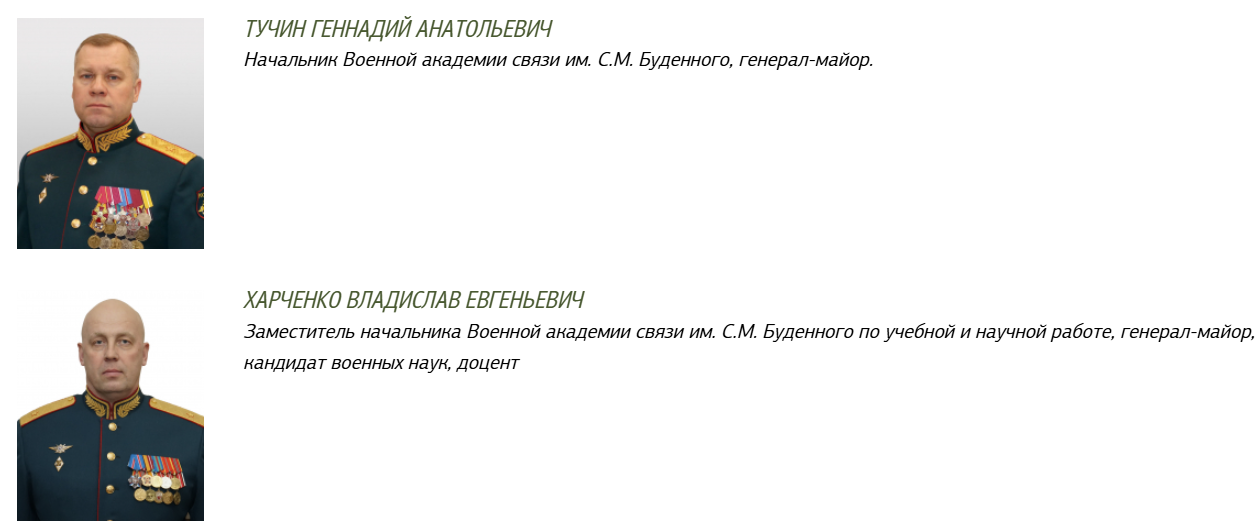 ТУЧИН ГЕННАДИЙ АНАТОЛЬЕВИЧ
Начальник Военной академии связи им. С.М. Буденного, генерал-майор.
ХАРЧЕНКО ВЛАДИСЛАВ ЕВГЕНЬЕВИЧ
Заместитель начальника Военной академии связи им. С.М. Буденного по учебной и научной работе, генерал-майор,
кандидат военных наук, доцент